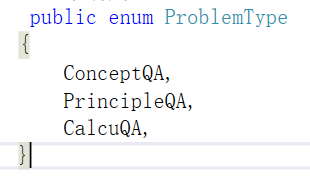 public enum ProblemType
{
ConceptQA,
PrincipleQA,
CalcuQA,
}